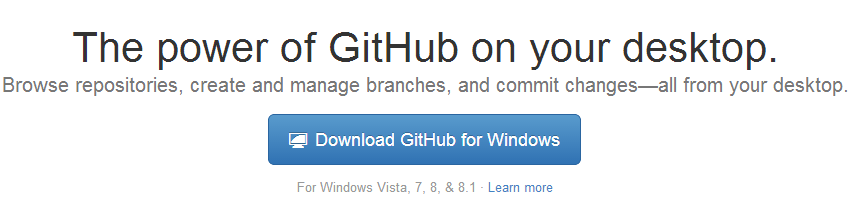 The power of GitHub on your desktop.
Browse repositories, create and manage branches, and commit changes—all from your desktop.
Download GitHub for Windows
For Windows Vista, 7, 8, & 8.1 · Learn more